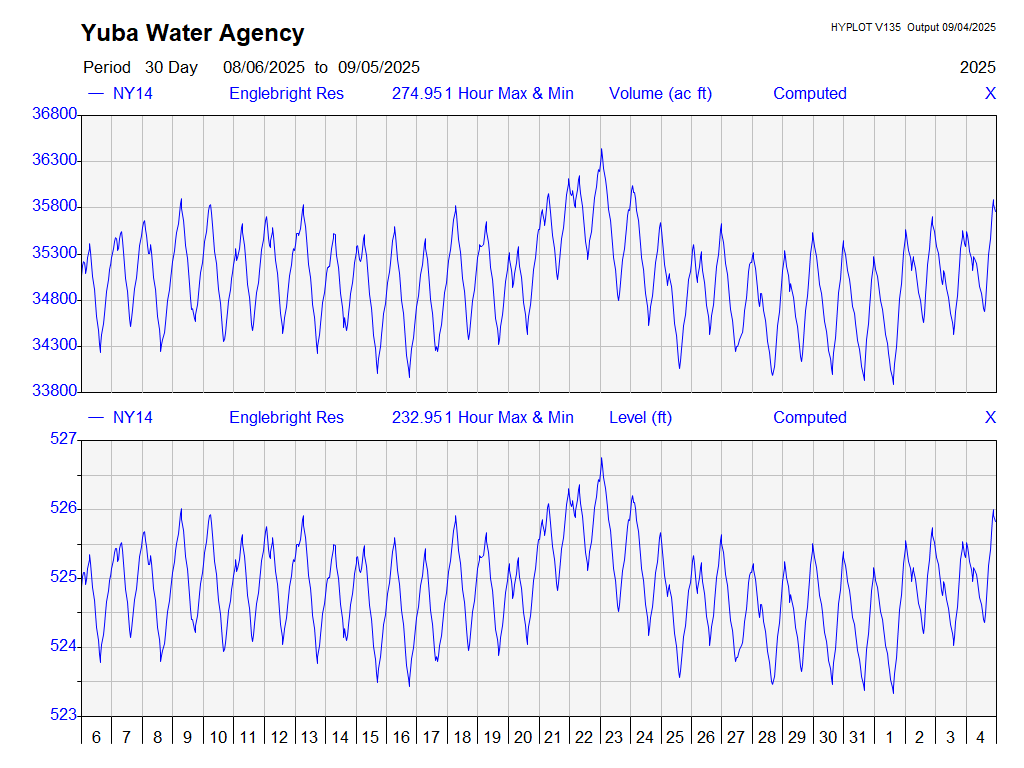 Yuba Water Agency
HYPLOT V135 Output 09/04/2025
Period 30 Day 08/06/2025 to 09/05/2025 2025
NY14 Englebright Res 274.951 Hour Max & Min Volume (ac ft) Computed X
36800
36300
35800
35300
34800
34300
33800
NY14 Englebright Res 232.951 Hour Max & Min Level (ft) Computed X
527
526
525
524
523
6 7 8 9 10 11 12 13 14 15 16 17 18 19 20 21 22 23 24 25 26 27 28 29 30 31 1 2 3 4